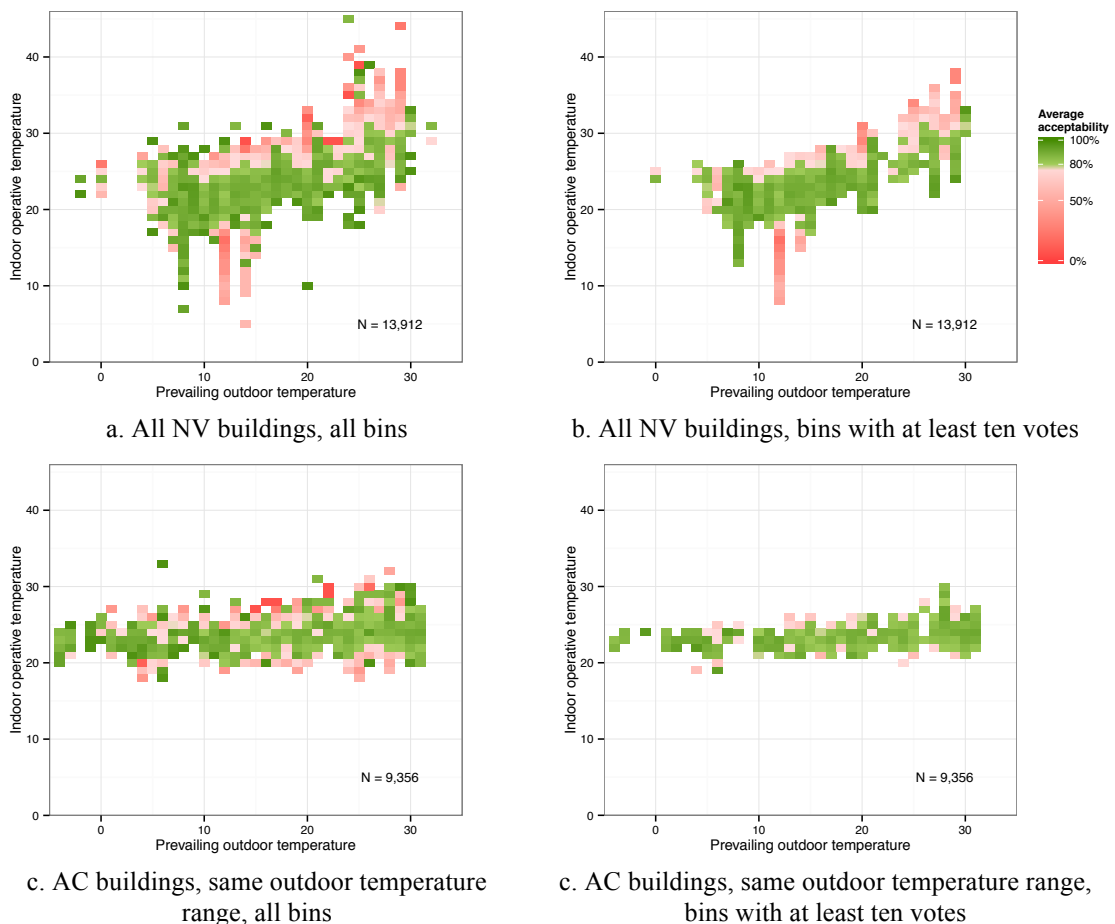 40
30
20
10
0
Indoor operative temperature
N = 13,912
0
10
20
30
Prevailing outdoor temperature
a. All NV buildings, all bins
40
30
20
10
0
Indoor operative temperature
N = 13,912
0
10
20
30
Prevailing outdoor temperature
b. All NV buildings, bins with at least ten votes
Average
acceptability
100%
80%
50%
0%
40
30
20
10
0
Indoor operative temperature
N = 9,356
0
10
20
30
Prevailing outdoor temperature
c. AC buildings, same outdoor temperature
range, all bins
40
30
20
10
0
Indoor operative temperature
N = 9,356
0
10
20
30
Prevailing outdoor temperature
c. AC buildings, same outdoor temperature range,
bins with at least ten votes